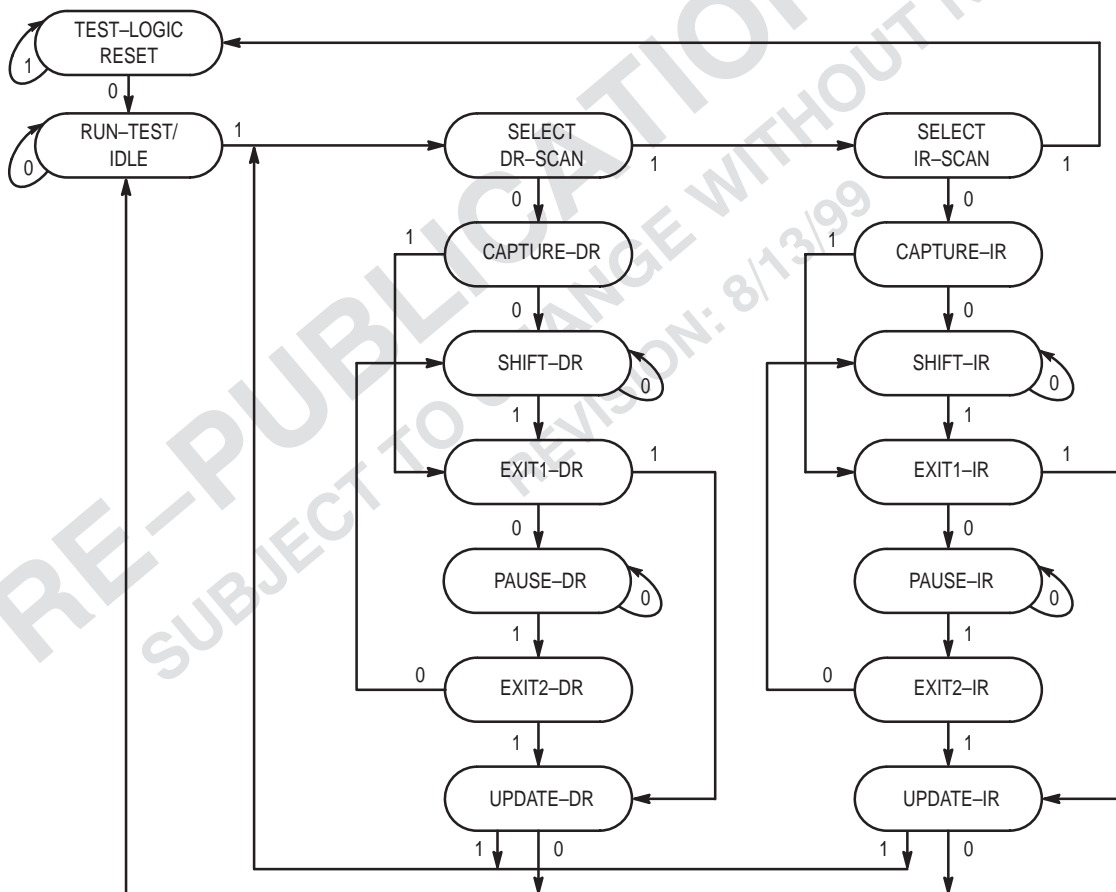 TEST–LOGIC
RESET
1
0
RUN–TEST/
IDLE
0
1
SELECT
DR–SCAN
1
SELECT
IR–SCAN
1
0
0
1
CAPTURE–DR
1
CAPTURE–IR
0
0
SHIFT–DR
0
SHIFT–IR
0
1
1
EXIT1–DR
1
EXIT1–IR
1
0
0
PAUSE–DR
0
PAUSE–IR
0
1
1
0
EXIT2–DR
0
EXIT2–IR
1
1
UPDATE–DR
UPDATE–IR
1
0
1
0
RE–PUBLICATION
SUBJECT TO CHANGE WITHOUT
REVISION: 8/13/99